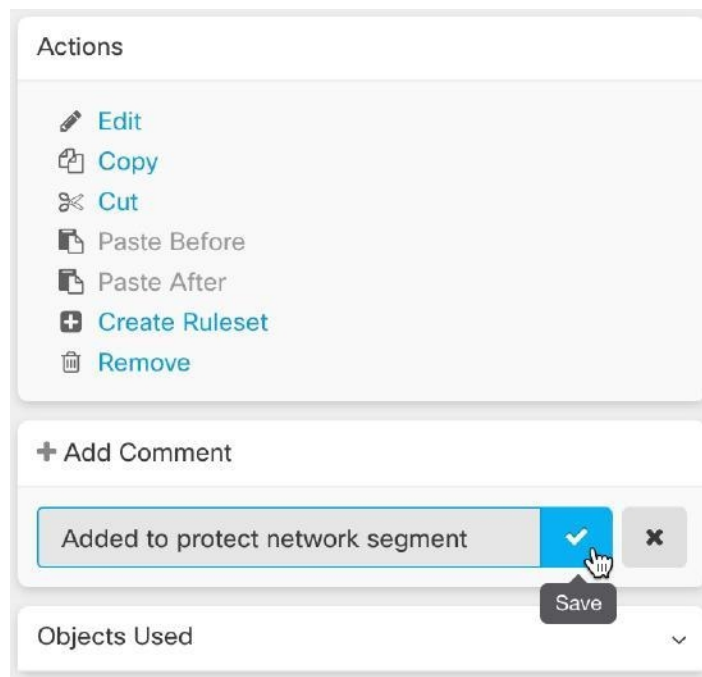 Actions
Edit
Copy
Cut
Paste Before
Paste After
Create Ruleset
Remove
Add Comment
Added to protect network segment
Save
Objects Used